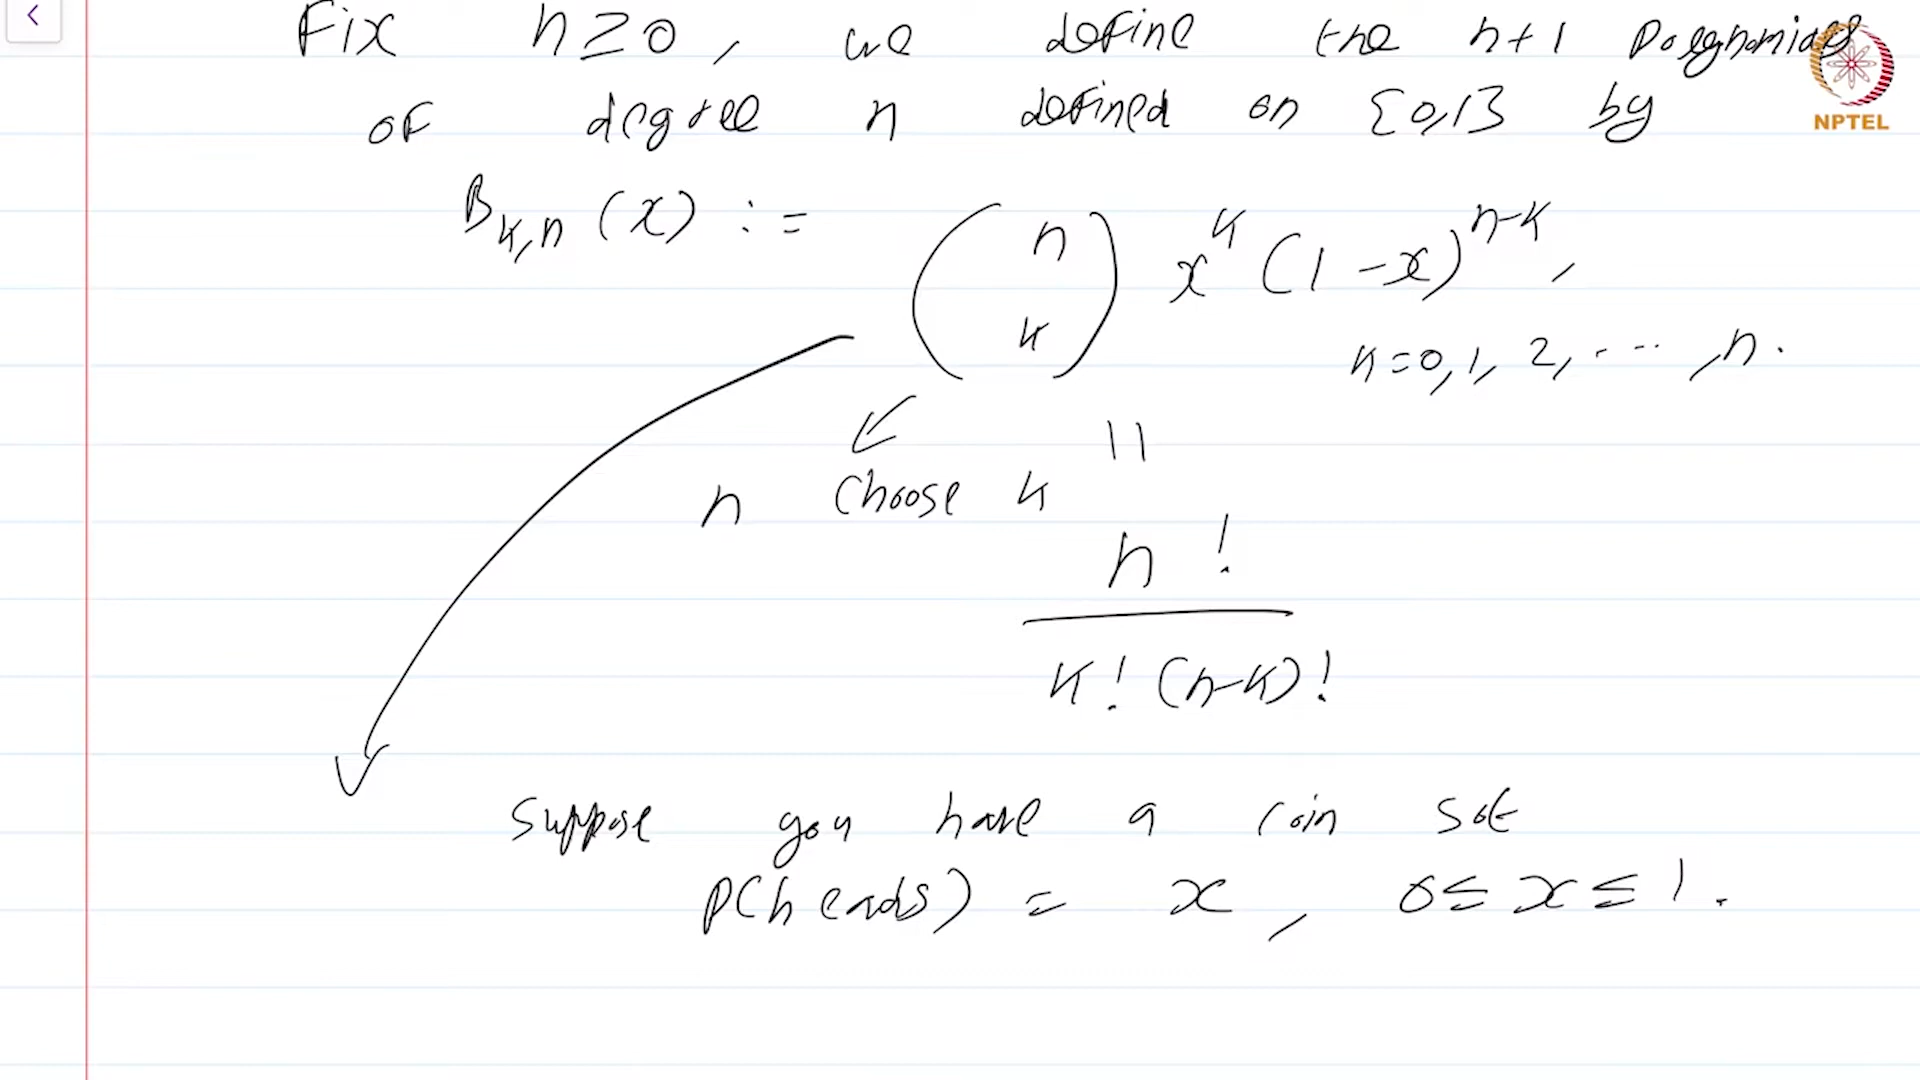 Fix n ≥ 0, we define the n+1 Polynomials
of degree n defined on [0,1] by
B_{k,n}(x) := \binom{n}{k} x^k (1-x)^{n-k},
k=0,1,2,...,n.
n choose k
||
n!
k!(n-k)!
Suppose you have a coin s.t
P(heads) = x, 0≤x≤1.
NPTEL